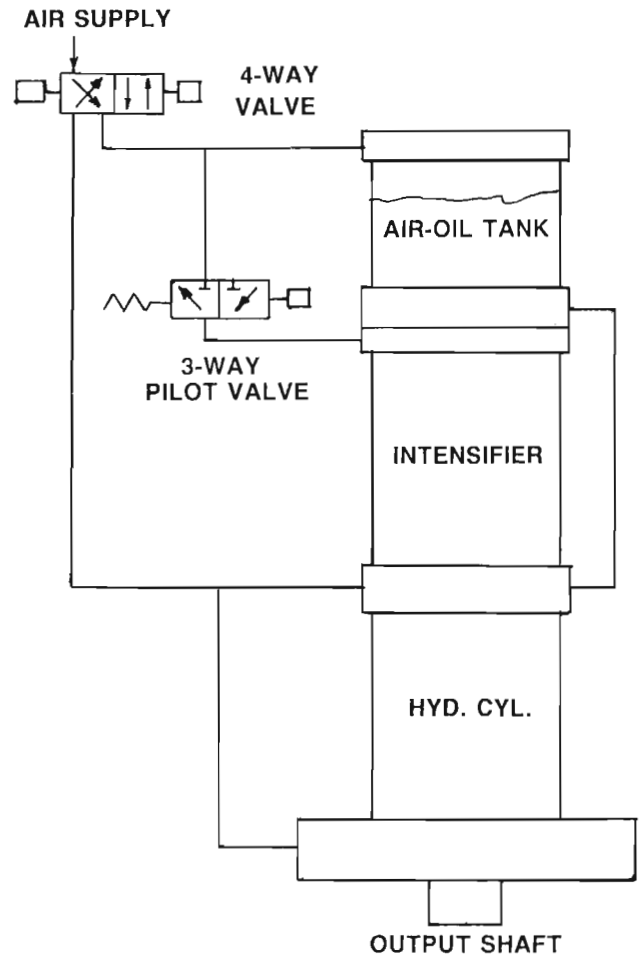 AIR SUPPLY
4-WAY
VALVE
AIR-OIL TANK
3-WAY
PILOT VALVE
INTENSIFIER
HYD. CYL.
OUTPUT SHAFT